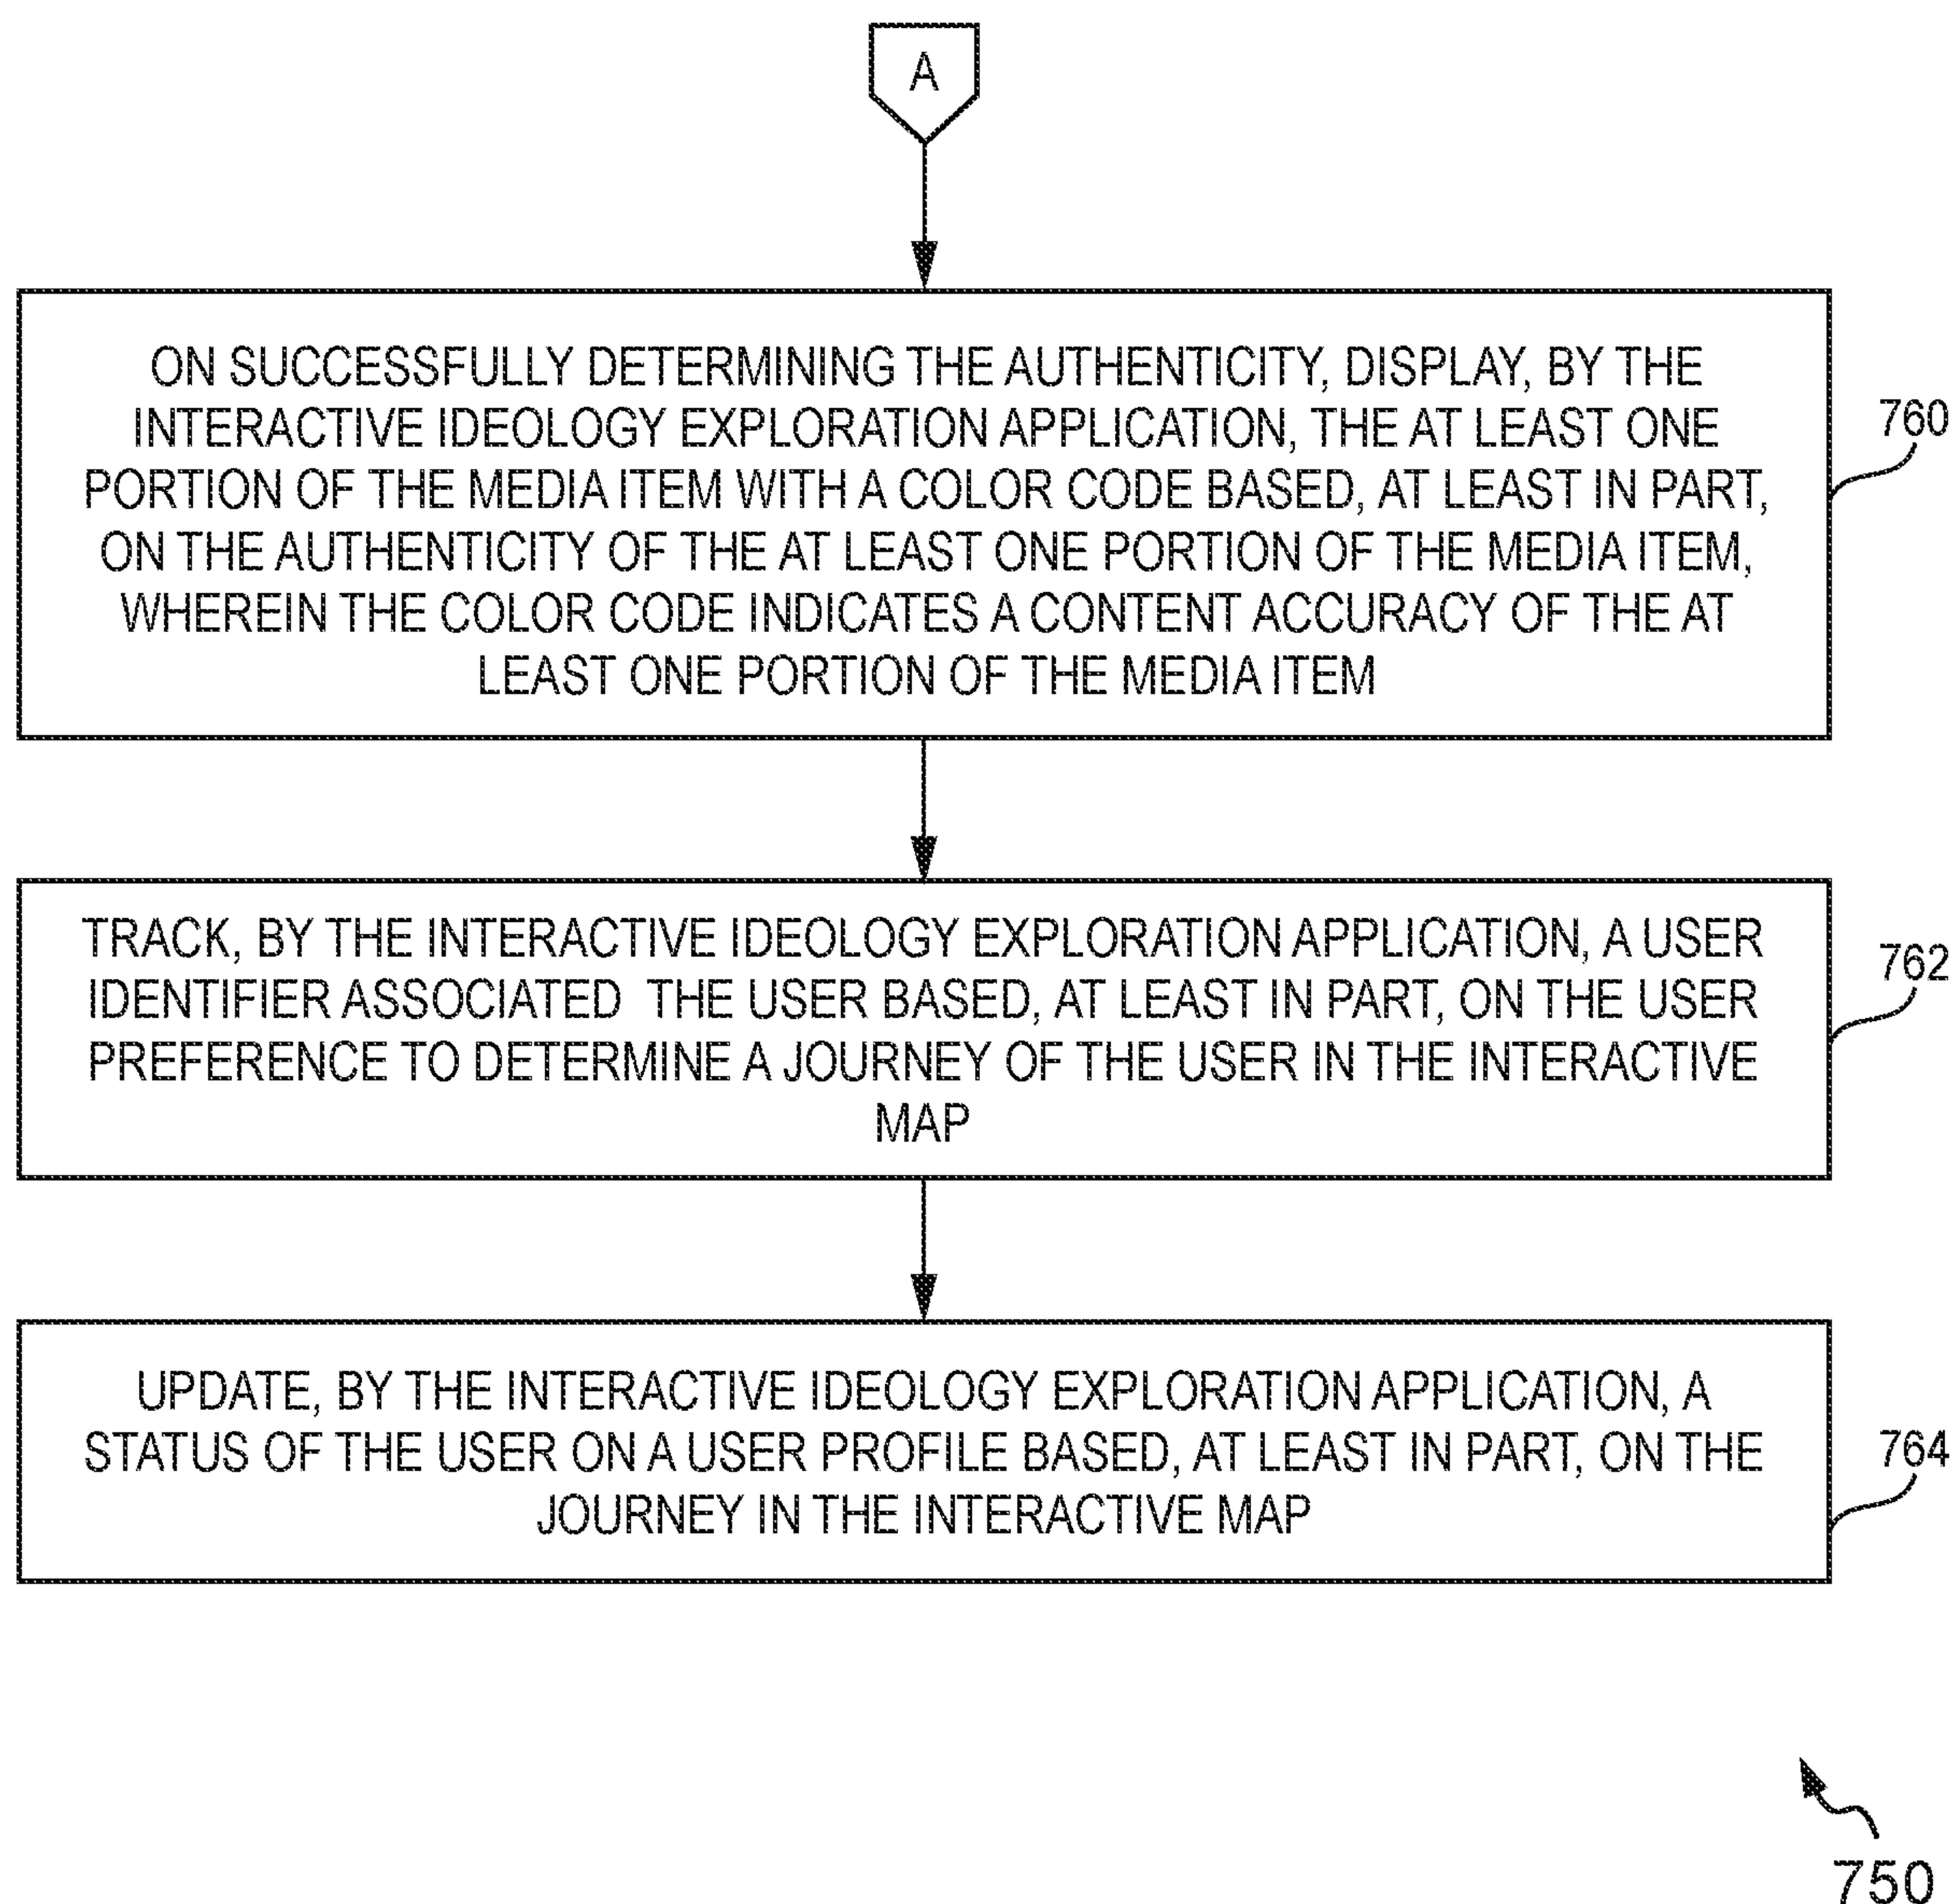 A
ON SUCCESSFULLY DETERMINING THE AUTHENTICITY, DISPLAY, BY THE
INTERACTIVE IDEOLOGY EXPLORATION APPLICATION, THE AT LEAST ONE
PORTION OF THE MEDIA ITEM WITH A COLOR CODE BASED, AT LEAST IN PART,
ON THE AUTHENTICITY OF THE AT LEAST ONE PORTION OF THE MEDIA ITEM,
WHEREIN THE COLOR CODE INDICATES A CONTENT ACCURACY OF THE AT
LEAST ONE PORTION OF THE MEDIA ITEM
760
TRACK, BY THE INTERACTIVE IDEOLOGY EXPLORATION APPLICATION, A USER
IDENTIFIER ASSOCIATED THE USER BASED, AT LEAST IN PART, ON THE USER
PREFERENCE TO DETERMINE A JOURNEY OF THE USER IN THE INTERACTIVE
MAP
762
UPDATE, BY THE INTERACTIVE IDEOLOGY EXPLORATION APPLICATION, A
STATUS OF THE USER ON A USER PROFILE BASED, AT LEAST IN PART, ON THE
JOURNEY IN THE INTERACTIVE MAP
764
750